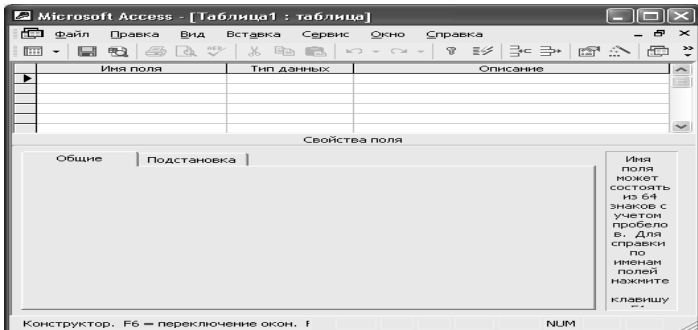 Microsoft Access - [Таблица1 : таблица]
Файл Правка Вид Вставка Сервис Окно Справка
Имя поля Тип данных Описание
Свойства поля
Общие Подстановка
Имя
поля
может
состоять
из 64
знаков с
учетом
пробело
в. Для
справки
по
именам
полей
нажмите
клавишу
Конструктор. F6 = переключение окон. F
NUM